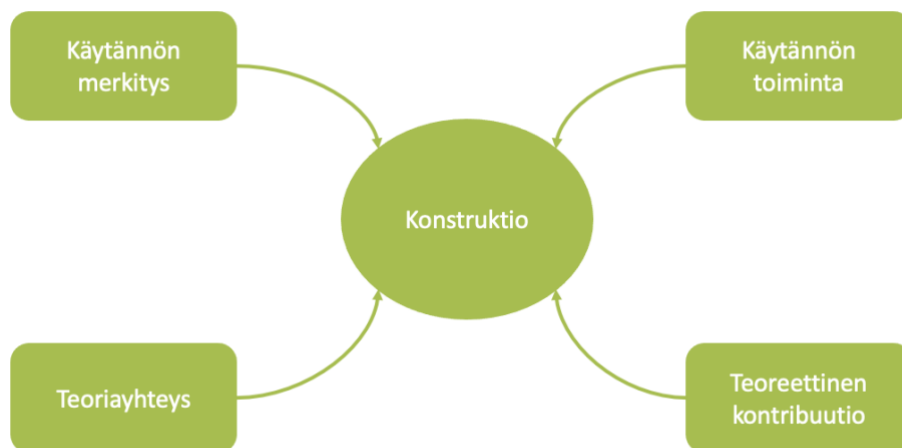 Käytännön
merkitys
Käytännön
toiminta
Konstruktio
Teoriayhteys
Teoreettinen
kontribuutio